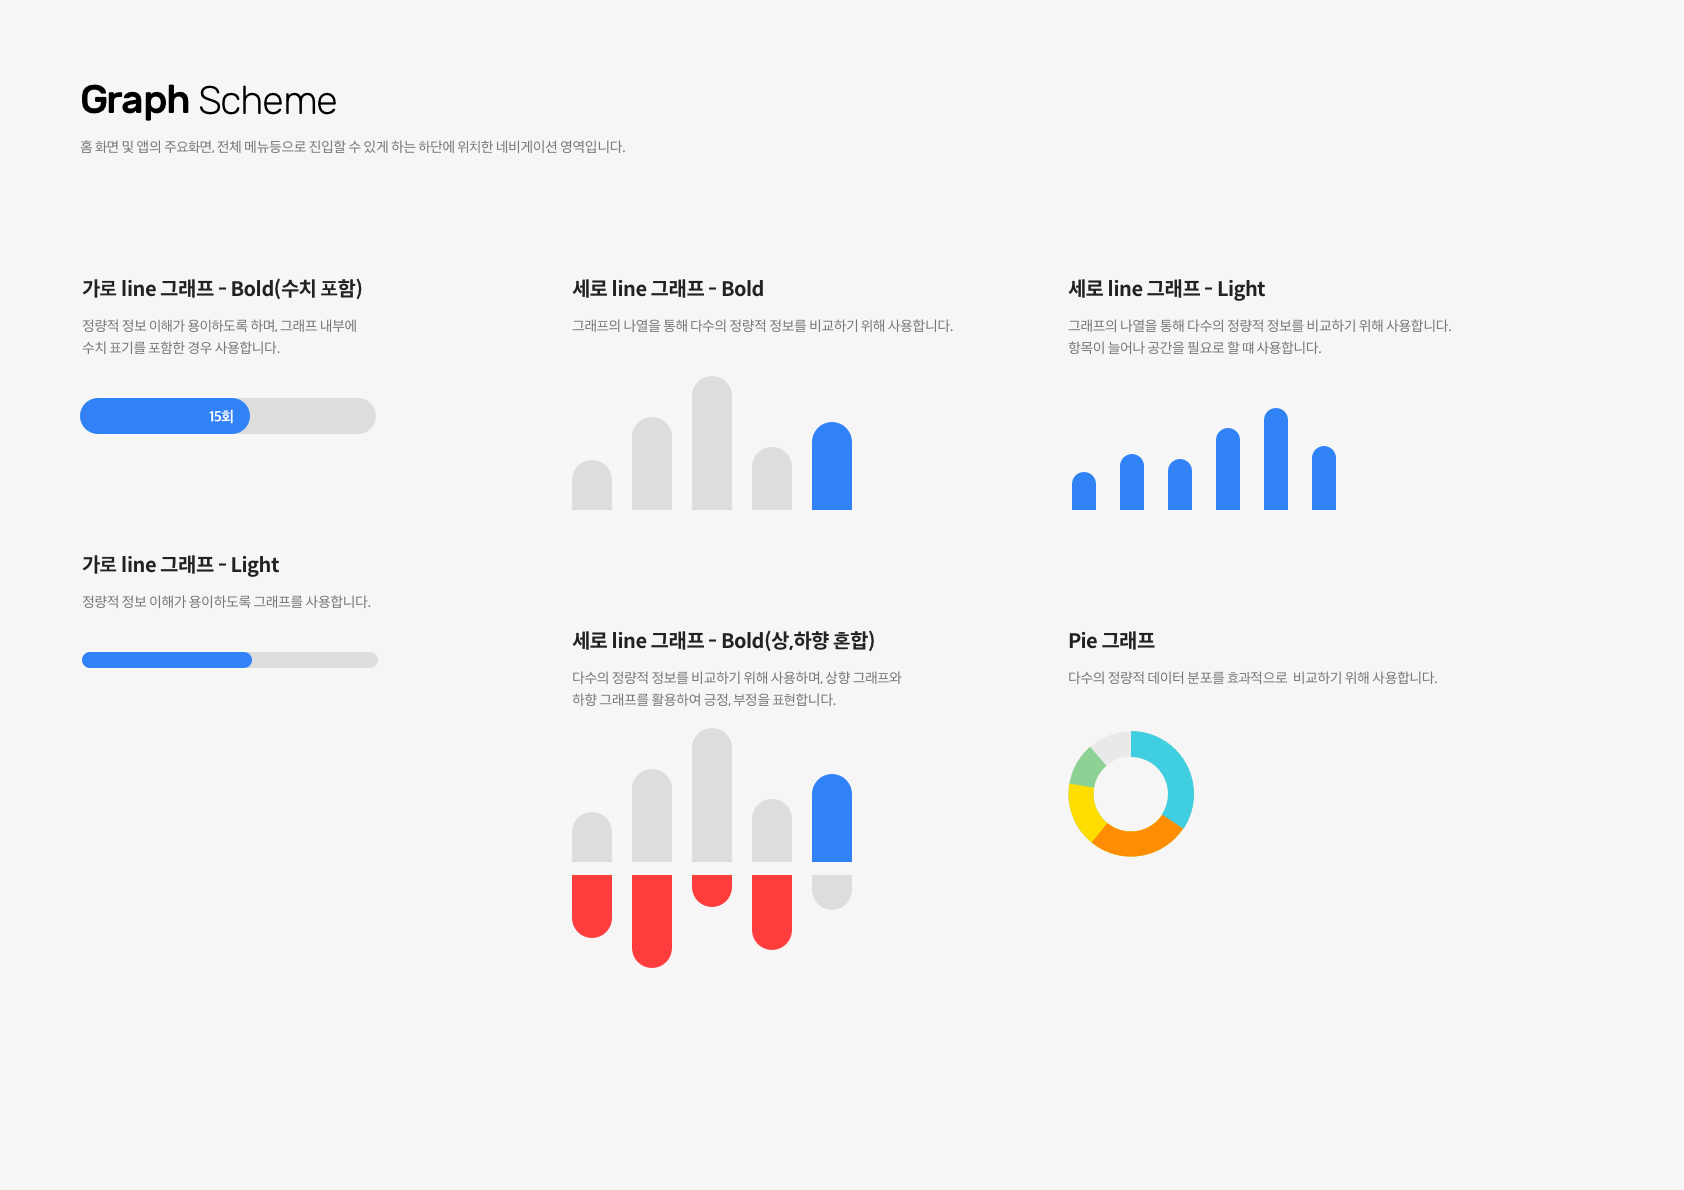 Graph Scheme
홈 화면 및 앱의 주요화면, 전체 메뉴등으로 진입할 수 있게 하는 하단에 위치한 네비게이션 영역입니다.
가로 line 그래프 - Bold(수치 포함)
정량적 정보 이해가 용이하도록 하며, 그래프 내부에
수치 표기를 포함한 경우 사용합니다.
15회
가로 line 그래프 - Light
정량적 정보 이해가 용이하도록 그래프를 사용합니다.
세로 line 그래프 - Bold
그래프의 나열을 통해 다수의 정량적 정보를 비교하기 위해 사용합니다.
세로 line 그래프 - Bold(상,하향 혼합)
다수의 정량적 정보를 비교하기 위해 사용하며, 상향 그래프와
하향 그래프를 활용하여 긍정, 부정을 표현합니다.
세로 line 그래프 - Light
그래프의 나열을 통해 다수의 정량적 정보를 비교하기 위해 사용합니다.
항목이 늘어나 공간을 필요로 할 떄 사용합니다.
Pie 그래프
다수의 정량적 데이터 분포를 효과적으로  비교하기 위해 사용합니다.